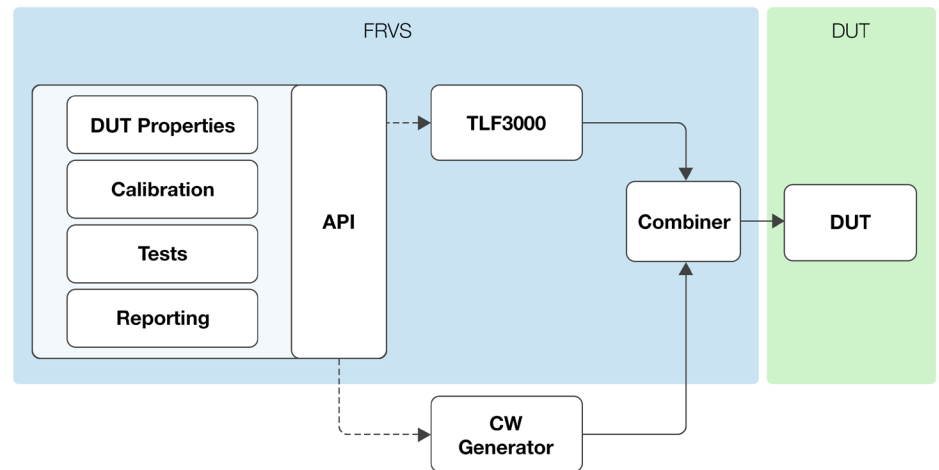 FRVS
DUT
DUT Properties
Calibration
Tests
Reporting
API
TLF3000
Combiner
DUT
CW
Generator